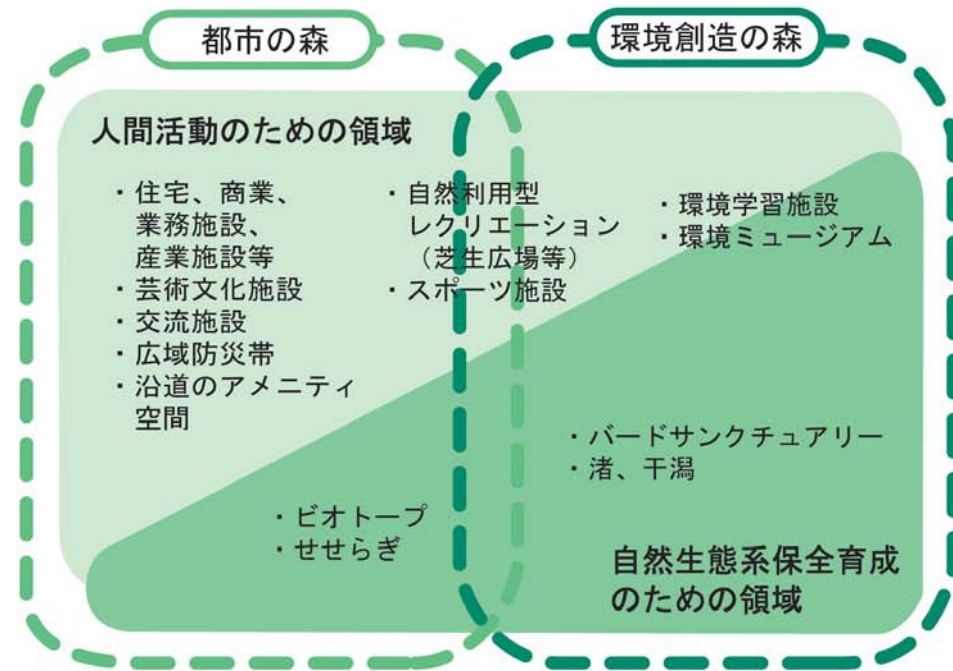 都市の森
環境創造の森
人間活動のための領域
・住宅、商業、
業務施設、
産業施設等
・芸術文化施設
・交流施設
・広域防災帯
・沿道のアメニティ
空間
・自然利用型
レクリエーション
（芝生広場等）
・スポーツ施設
・環境学習施設
・環境ミュージアム
・バードサンクチュアリー
・渚、干潟
・ビオトープ
・せせらぎ
自然生態系保全育成
のための領域